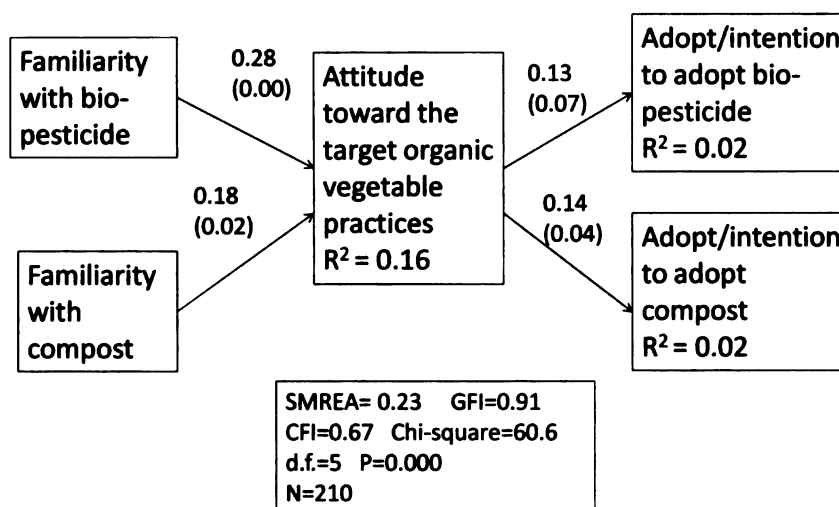 Familiarity
with bio-
pesticide
0.28
(0.00)
Attitude
toward the
target organic
vegetable
practices
R² = 0.16
0.13
(0.07)
Adopt/intention
to adopt bio-
pesticide
R² = 0.02
Familiarity
with
compost
0.18
(0.02)
0.14
(0.04)
Adopt/intention
to adopt
compost
R² = 0.02
SMREA= 0.23 GFI=0.91
CFI=0.67 Chi-square=60.6
d.f.=5 P=0.000
N=210